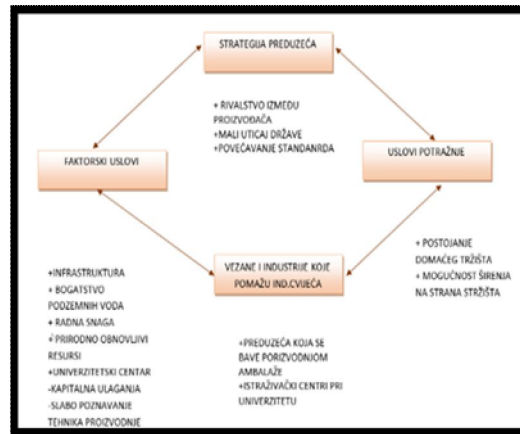 STRATEGIJA PREDUZEĆA
+ RIVALSTVO IZMEĐU
PROIZVOĐAČA
+MALI UTICAJ DRŽAVE
+POVEĆAVANJE STANDANRDA
FAKTORSKI USLOVI
USLOVI POTRAŽNJE
+INFRASTRUKTURA
+ BOGATSTVO
PODZEMNIH VODA
+ RADNA SNAGA
+PRIRODNO OBNOVLJIVI
RESURSI
+UNIVERZITETSKI CENTAR
-KAPITALNA ULAGANJA
-SLABO POZNAVANJE
TEHNIKA PROIZVODNJE
VEZANE I INDUSTRIJE KOJE
POMAŽU IND.CVIJEĆA
+PREDUZEĆA KOJA SE
BAVE PORIZVODNJOM
AMBALAŽE
+ISTRAŽIVAČKI CENTRI PRI
UNIVERZITETU
+ POSTOJANJE
DOMAĆEG TRŽIŠTA
+ MOGUĆNOST ŠIRENJA
NA STRANA STRŽIŠTA